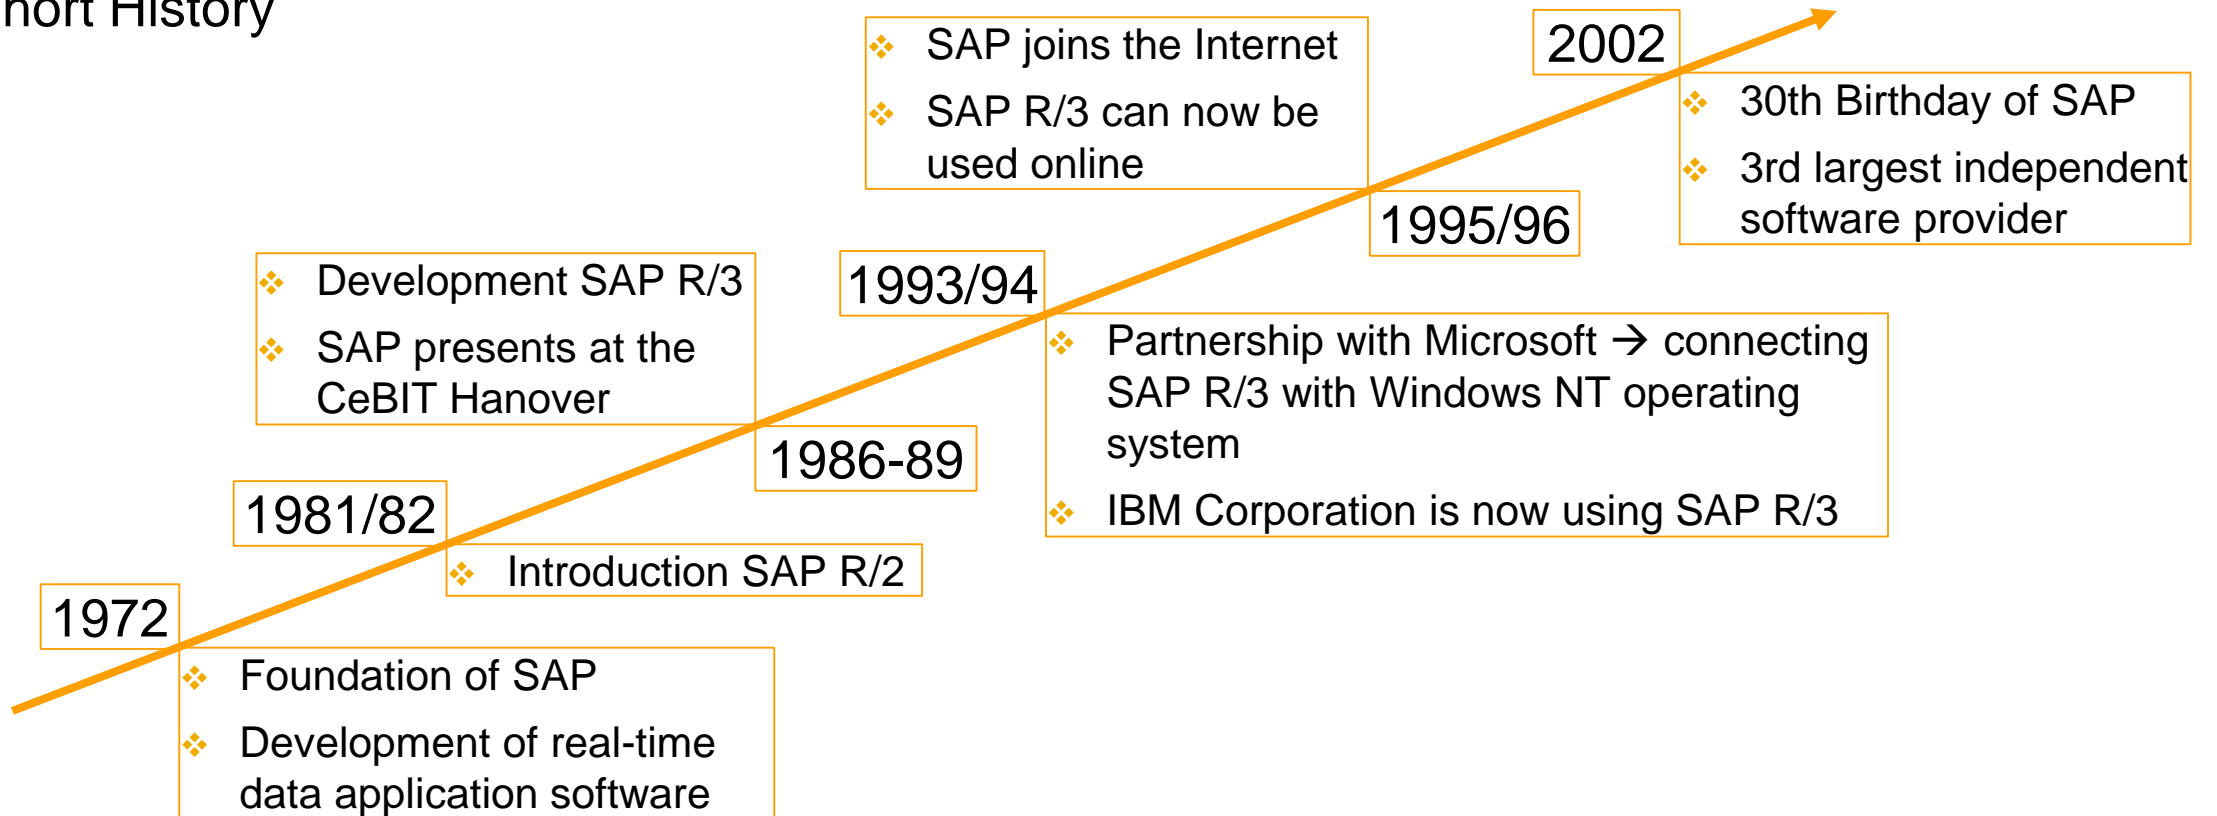 hort History
SAP joins the Internet
SAP R/3 can now be
used online
2002
30th Birthday of SAP
3rd largest independent
software provider
1995/96
Development SAP R/3
SAP presents at the
CeBIT Hanover
1993/94
Partnership with Microsoft → connecting
SAP R/3 with Windows NT operating
system
IBM Corporation is now using SAP R/3
1986-89
1981/82
Introduction SAP R/2
1972
Foundation of SAP
Development of real-time
data application software